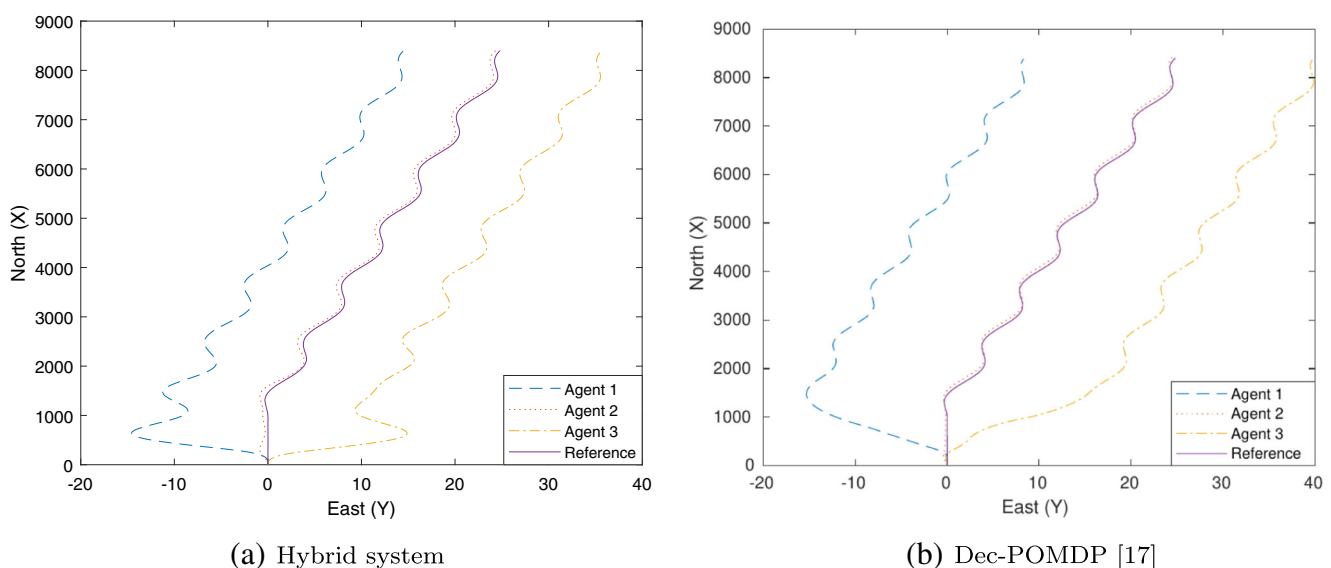 9000
8000
7000
6000
5000
4000
3000
2000
1000
0
North (X)
-20 -10 0 10 20 30 40
East (Y)
Agent 1
Agent 2
Agent 3
Reference
(a) Hybrid system
9000
8000
7000
6000
5000
4000
3000
2000
1000
0
North (X)
-20 -10 0 10 20 30 40
East (Y)
Agent 1
Agent 2
Agent 3
Reference
(b) Dec-POMDP [17]